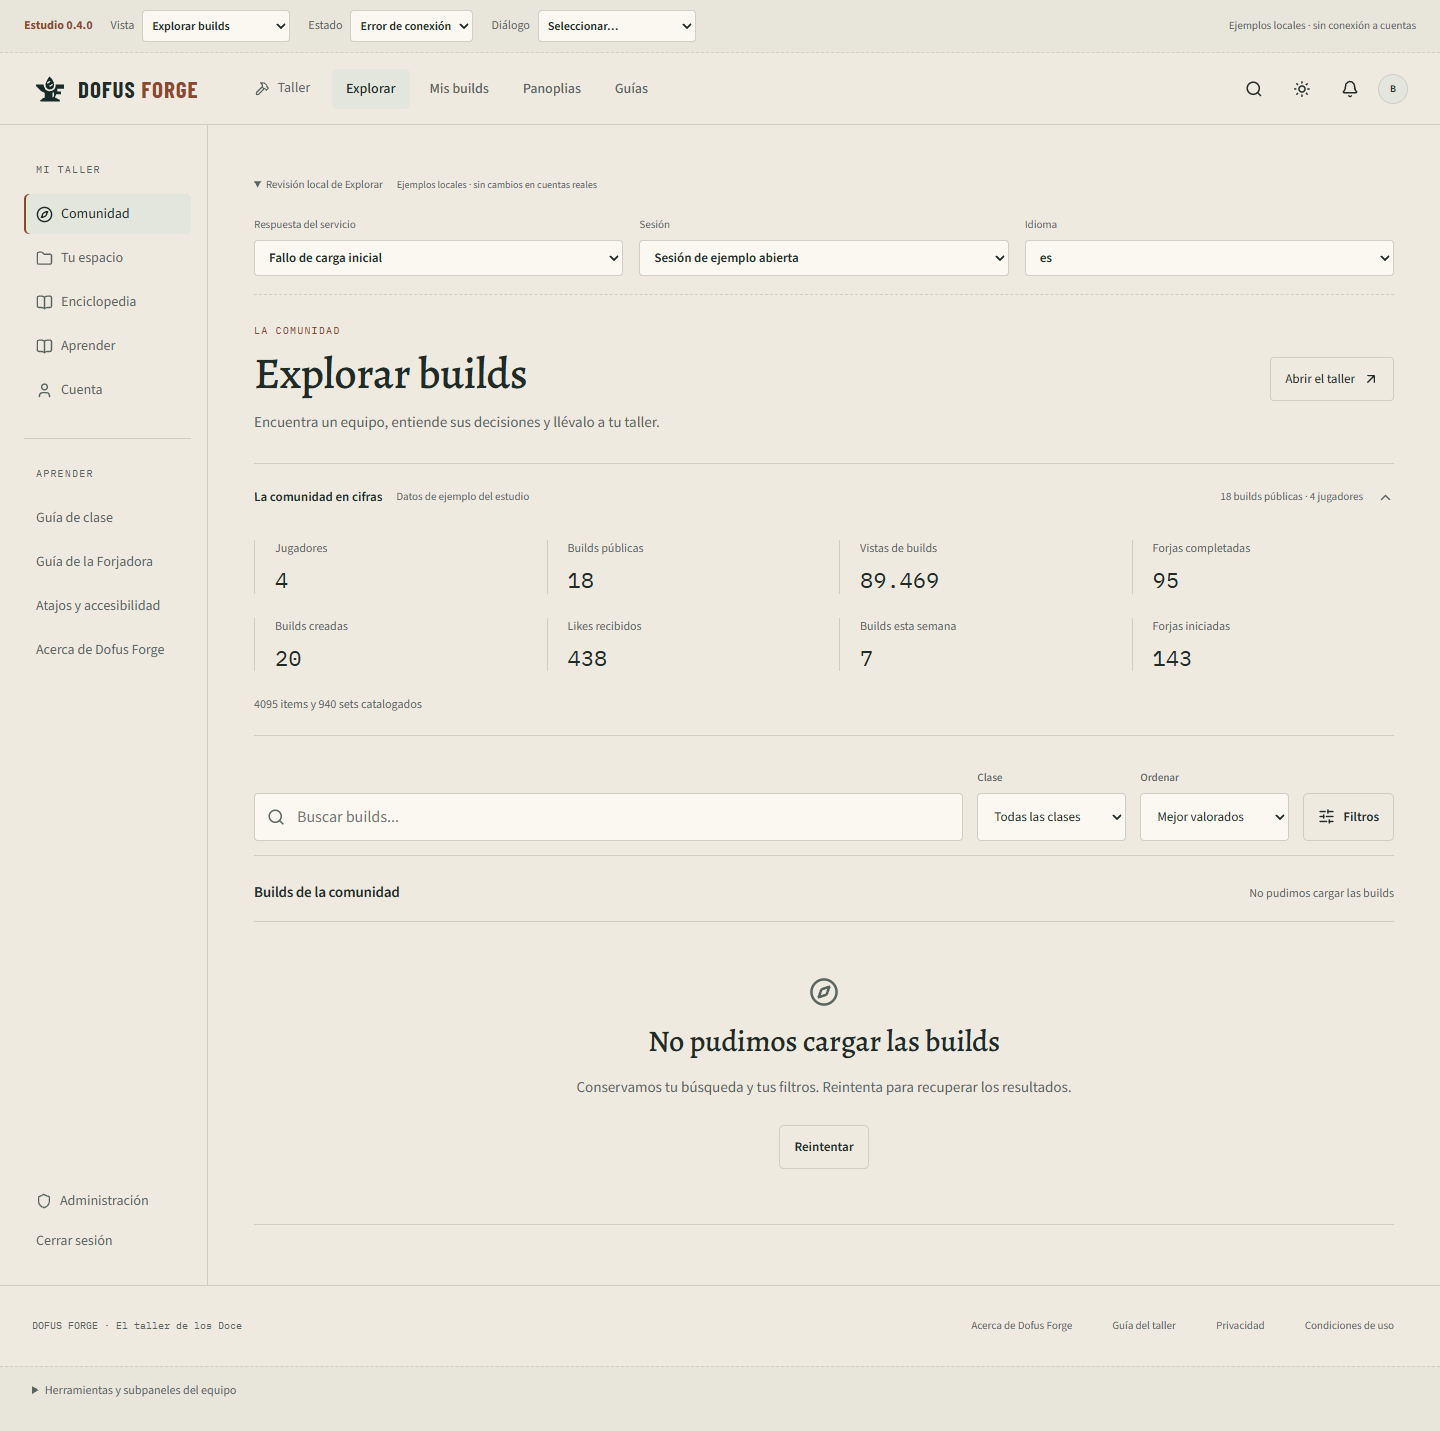 Estudio 0.4.0 Vista Explorar builds Estado Error de conexión Diálogo Seleccionar... Ejemplos locales · sin conexión a cuentas
DOFUS FORGE Taller Explorar Mis builds Panoplias Guías B
MI TALLER
Comunidad
Tu espacio
Enciclopedia
Aprender
Cuenta
APRENDER
Guía de clase
Guía de la Forjadora
Atajos y accesibilidad
Acerca de Dofus Forge
Administración
Cerrar sesión
Revisión local de Explorar Ejemplos locales · sin cambios en cuentas reales
Respuesta del servicio Sesión Idioma
Fallo de carga inicial Sesión de ejemplo abierta es
LA COMUNIDAD
Explorar builds
Abrir el taller
Encuentra un equipo, entiende sus decisiones y llévalo a tu taller.
La comunidad en cifras Datos de ejemplo del estudio 18 builds públicas · 4 jugadores
Jugadores Builds públicas Vistas de builds Forjas completadas
4 18 89.469 95
Builds creadas Likes recibidos Builds esta semana Forjas iniciadas
20 438 7 143
4095 items y 940 sets catalogados
Clase Ordenar
Buscar builds... Todas las clases Mejor valorados Filtros
Builds de la comunidad No pudimos cargar las builds
No pudimos cargar las builds
Conservamos tu búsqueda y tus filtros. Reintenta para recuperar los resultados.
Reintentar
DOFUS FORGE · El taller de los Doce Acerca de Dofus Forge Guía del taller Privacidad Condiciones de uso
Herramientas y subpaneles del equipo